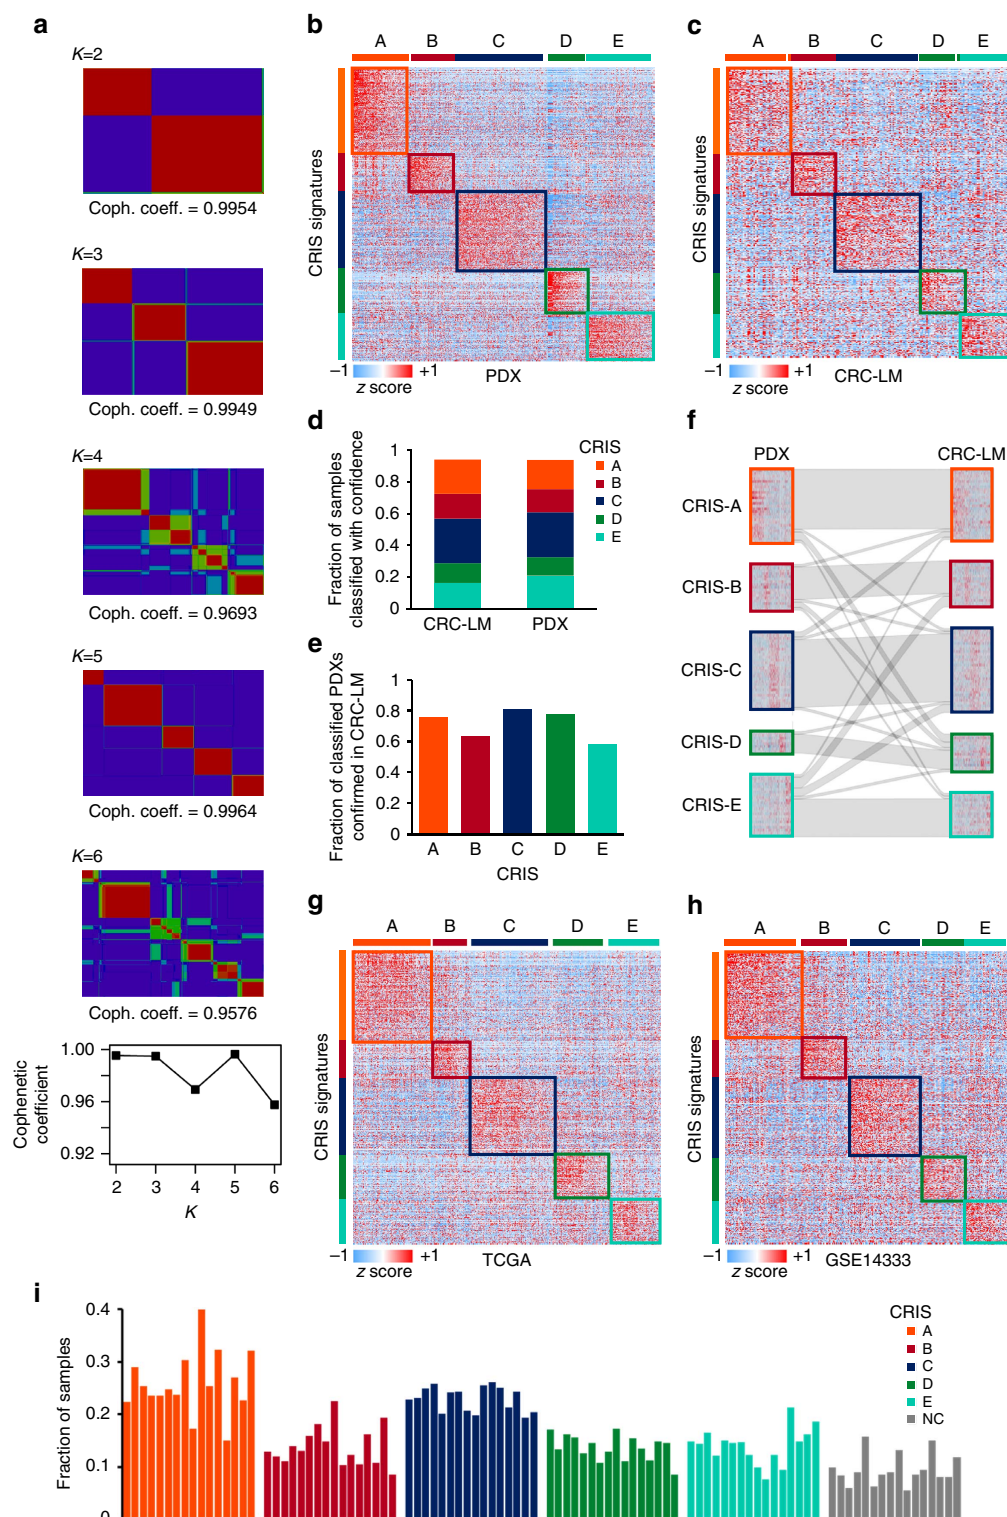 a
K=2
Coph. coeff. = 0.9954
K=3
Coph. coeff. = 0.9949
K=4
Coph. coeff. = 0.9693
K=5
Coph. coeff. = 0.9964
K=6
Coph. coeff. = 0.9576
1.00
0.96
0.92
Cophenetic
coefficient
2 3 4 5 6
K
b
A B C D E
CRIS signatures
−1 +1
z score
PDX
c
A B C D E
CRIS signatures
−1 +1
z score
CRC-LM
d
Fraction of samples
classified with confidence
1
0.8
0.6
0.4
0.2
0
CRC-LM PDX
CRIS
A
B
C
D
E
e
Fraction of classified PDXs
confirmed in CRC-LM
1
0.8
0.6
0.4
0.2
0
A B C D E
CRIS
f
PDX CRC-LM
CRIS-A
CRIS-B
CRIS-C
CRIS-D
CRIS-E
g
A B C D E
CRIS signatures
−1 +1
z score
TCGA
h
A B C D E
CRIS signatures
−1 +1
z score
GSE14333
i
Fraction of samples
0.4
0.3
0.2
0.1
0
CRIS
A
B
C
D
E
NC